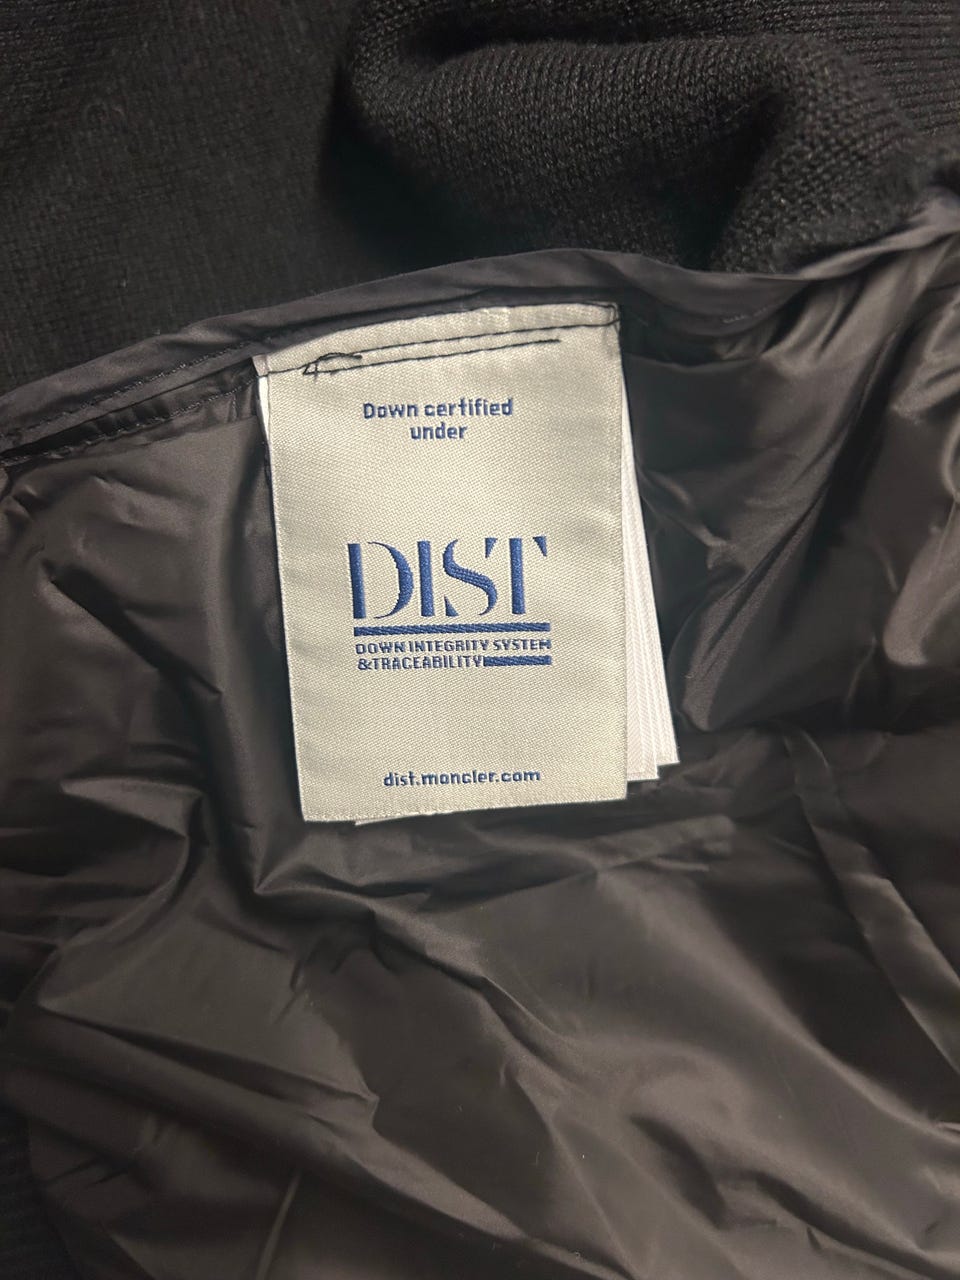 Down certified
under
DIST
DOWN INTEGRITY SYSTEM
&TRACEABILITY
dist.moncler.com